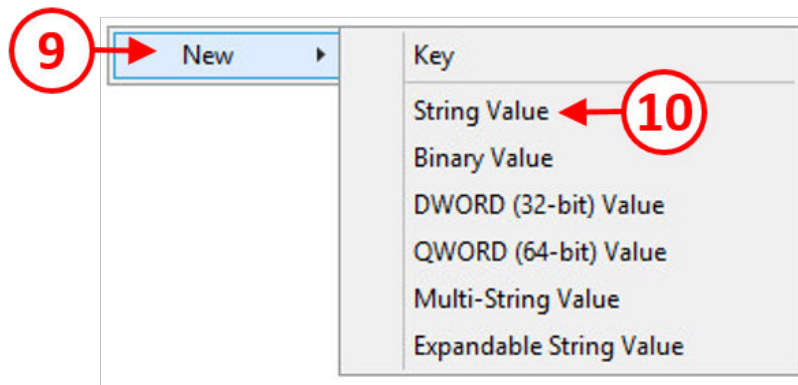 9 New Key
String Value 10
Binary Value
DWORD (32-bit) Value
QWORD (64-bit) Value
Multi-String Value
Expandable String Value